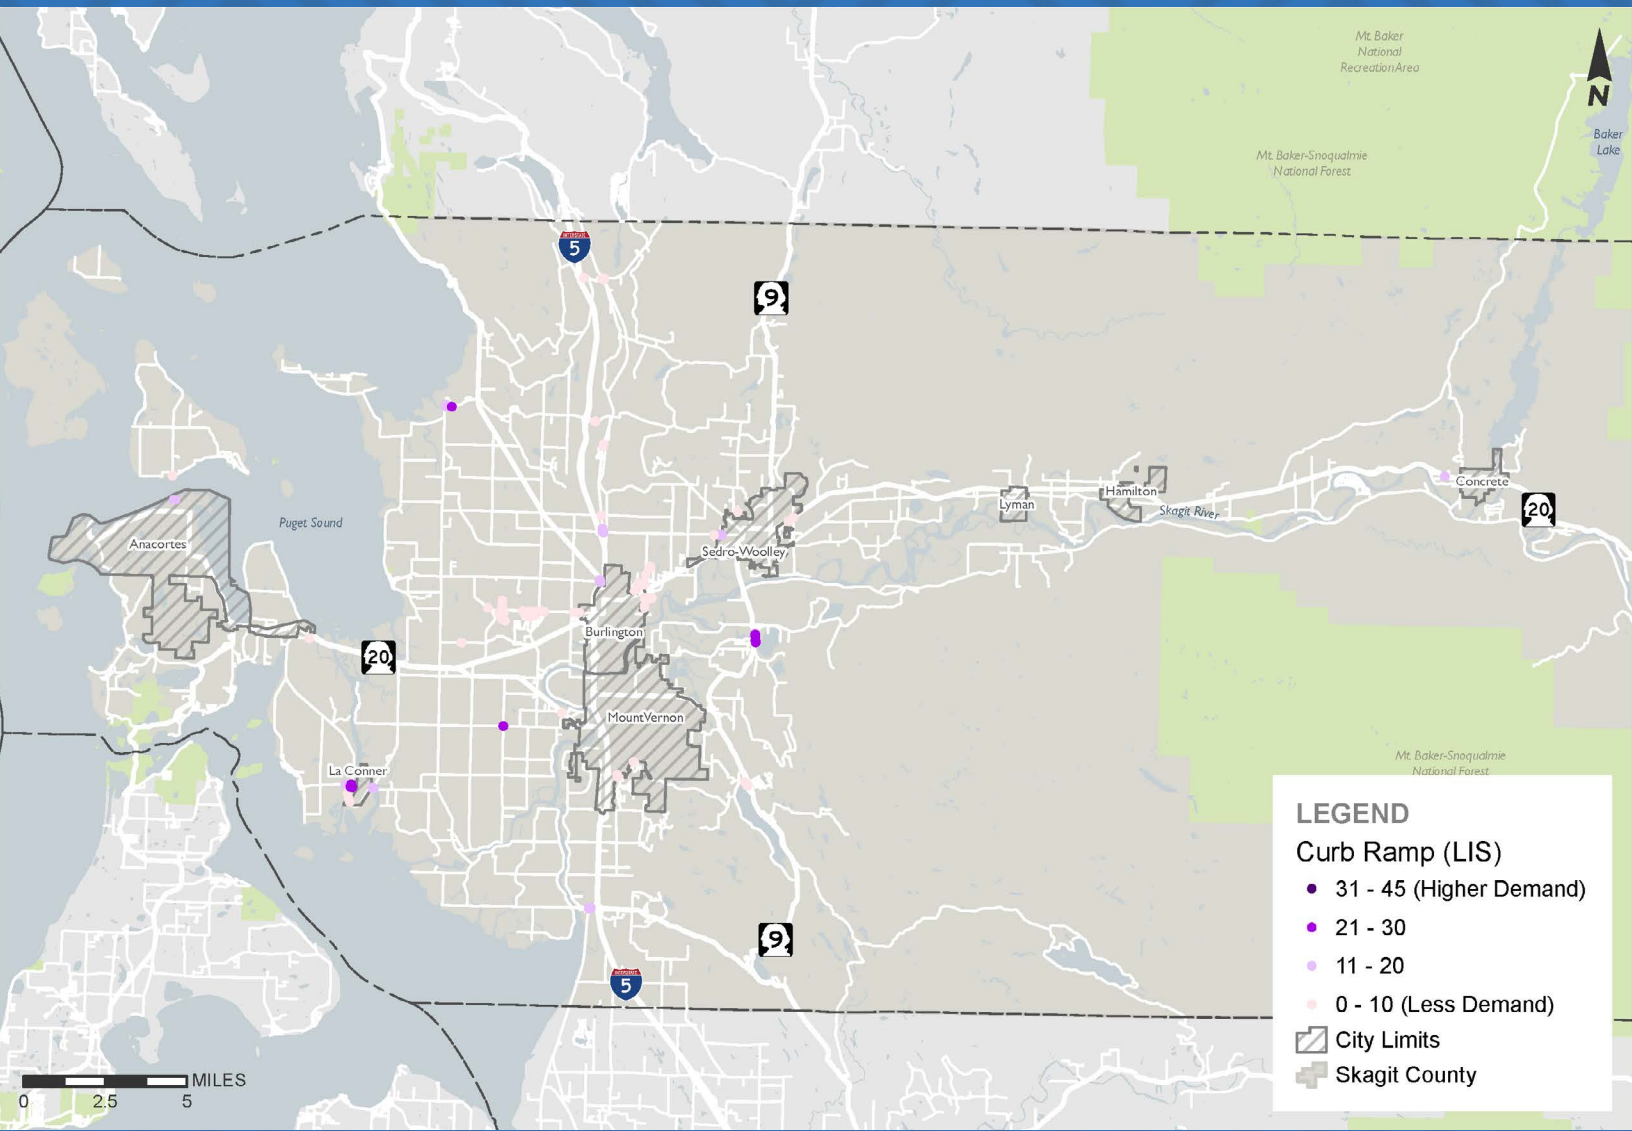 Mt. Baker
National
Recreation Area
N
Baker
Lake
Mt. Baker-Snoqualmie
National Forest
INTERSTATE
5
9
Puget Sound
Anacortes
Sedro-Woolley
Lyman
Hamilton
Skagit River
Concrete
20
Burlington
20
Mount Vernon
La Conner
Mt. Baker-Snoqualmie
National Forest
9
INTERSTATE
5
MILES
0 2.5 5
LEGEND
Curb Ramp (LIS)
31 - 45 (Higher Demand)
21 - 30
11 - 20
0 - 10 (Less Demand)
City Limits
Skagit County